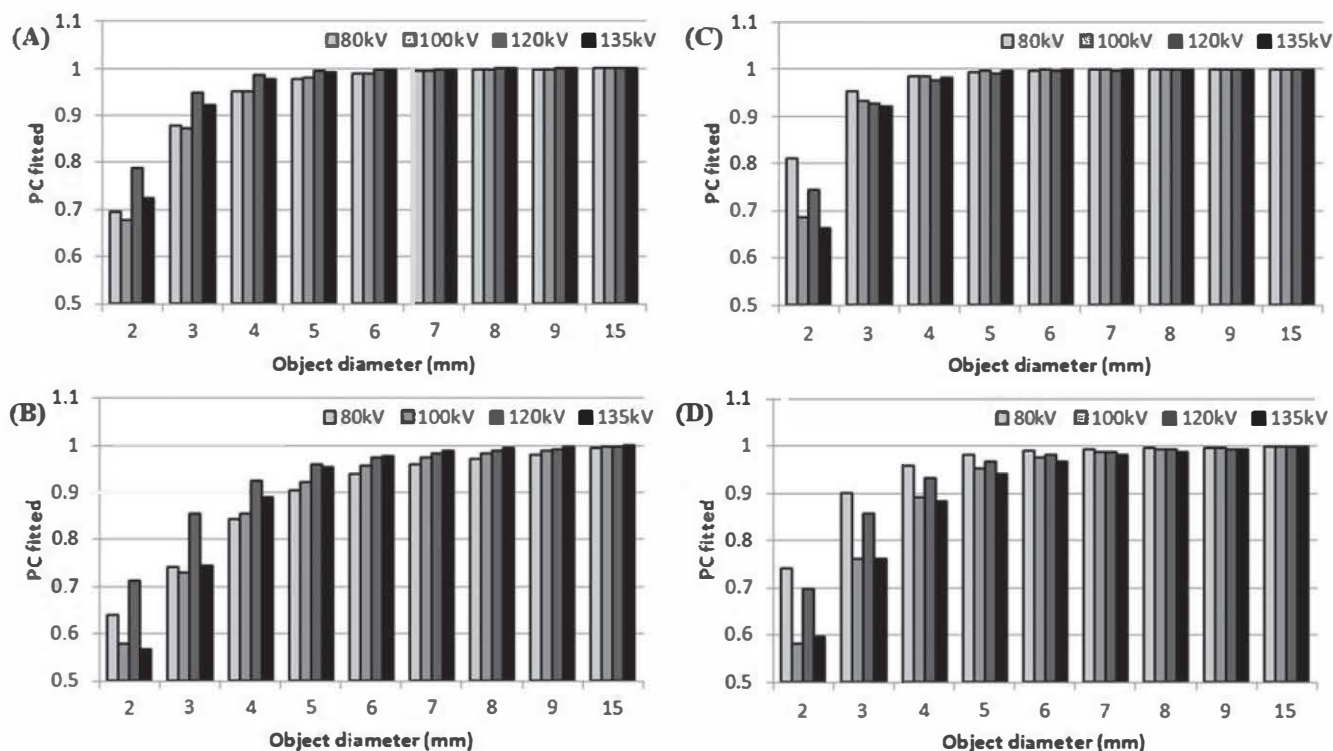 (A)
80kV 100kV 120kV 135kV
1.1
1
0.9
0.8
0.7
0.6
0.5
PC fitted
2 3 4 5 6 7 8 9 15
Object diameter (mm)
(C)
80kV 100kV 120kV 135kV
1.1
1
0.9
0.8
0.7
0.6
0.5
PC fitted
2 3 4 5 6 7 8 9 15
Object diameter (mm)
(B)
80kV 100kV 120kV 135kV
1.1
1
0.9
0.8
0.7
0.6
0.5
PC fitted
2 3 4 5 6 7 8 9 15
Object diameter (mm)
(D)
80kV 100kV 120kV 135kV
1.1
1
0.9
0.8
0.7
0.6
0.5
PC fitted
2 3 4 5 6 7 8 9 15
Object diameter (mm)